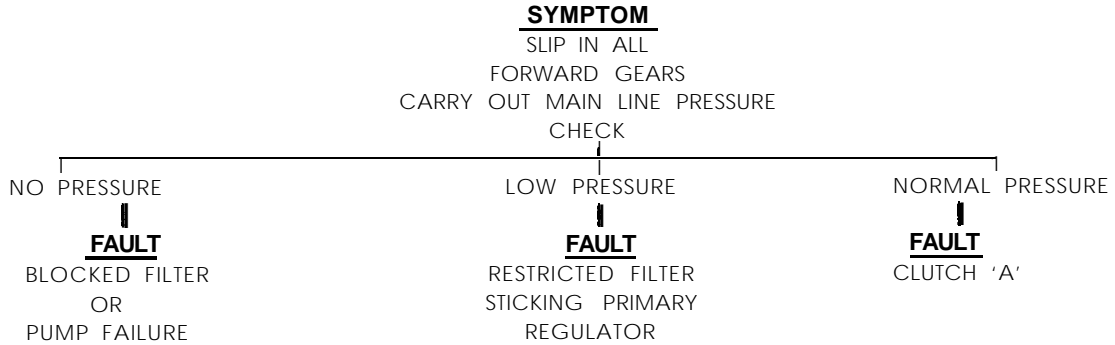 SYMPTOM
SLIP IN ALL
FORWARD GEARS
CARRY OUT MAIN LINE PRESSURE
CHECK
NO PRESSURE
FAULT
BLOCKED FILTER
OR
PUMP FAILURE
LOW PRESSURE
FAULT
RESTRICTED FILTER
STICKING PRIMARY
REGULATOR
NORMAL PRESSURE
FAULT
CLUTCH 'A'